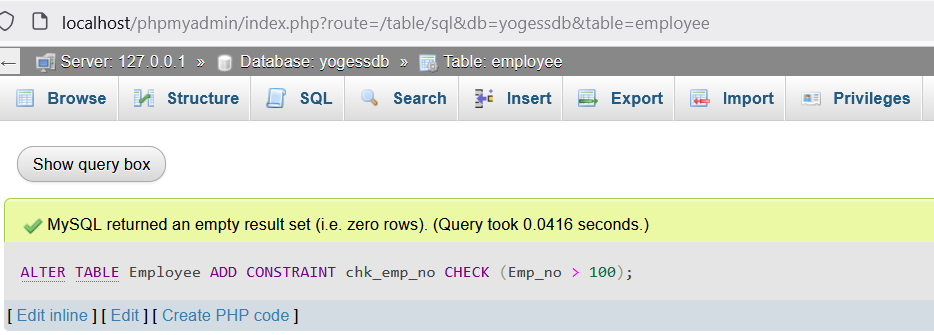 localhost/phpmyadmin/index.php?route=/table/sql&db=yogessdb&table=employee
← Server: 127.0.0.1 » Database: yogessdb » Table: employee
Browse Structure SQL Search Insert Export Import Privileges
Show query box
MySQL returned an empty result set (i.e. zero rows). (Query took 0.0416 seconds.)
ALTER TABLE Employee ADD CONSTRAINT chk_emp_no CHECK (Emp_no > 100);
[ Edit inline ] [ Edit ] [ Create PHP code ]